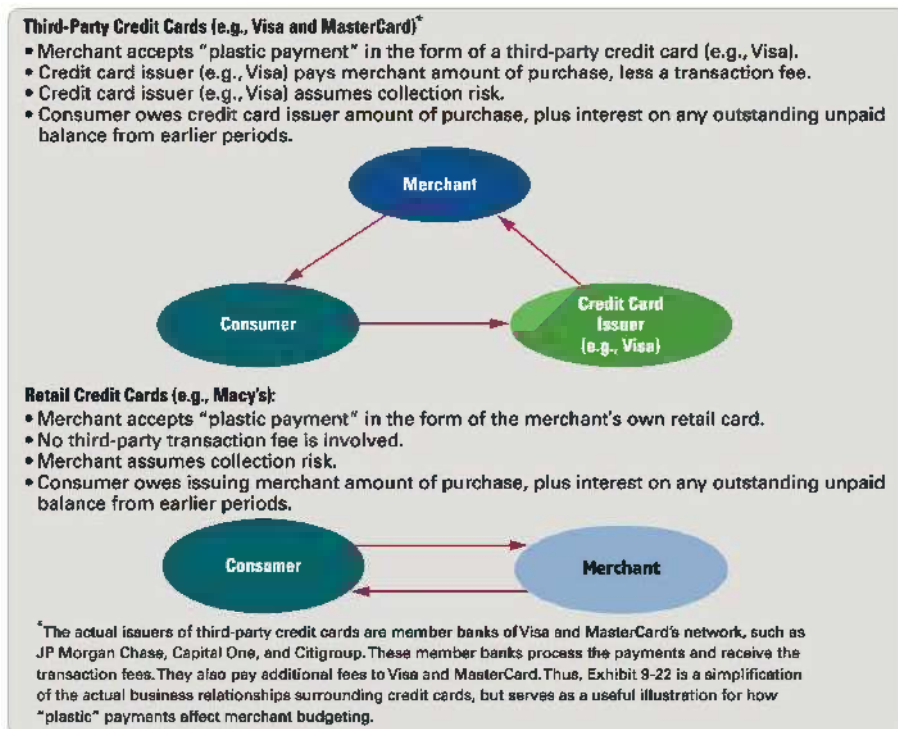 Third-Party Credit Cards (e.g., Visa and MasterCard)*
• Merchant accepts “plastic payment” in the form of a third-party credit card (e.g., Visa).
• Credit card issuer (e.g., Visa) pays merchant amount of purchase, less a transaction fee.
• Credit card issuer (e.g., Visa) assumes collection risk.
• Consumer owes credit card issuer amount of purchase, plus interest on any outstanding unpaid
balance from earlier periods.
Merchant
Consumer
Credit Card
Issuer
(e.g., Visa)
Retail Credit Cards (e.g., Macy's):
• Merchant accepts “plastic payment” in the form of the merchant's own retail card.
• No third-party transaction fee is involved.
• Merchant assumes collection risk.
• Consumer owes issuing merchant amount of purchase, plus interest on any outstanding unpaid
balance from earlier periods.
Consumer
Merchant
*The actual issuers of third-party credit cards are member banks of Visa and MasterCard's network, such as
JP Morgan Chase, Capital One, and Citigroup. These member banks process the payments and receive the
transaction fees. They also pay additional fees to Visa and MasterCard. Thus, Exhibit 9-22 is a simplification
of the actual business relationships surrounding credit cards, but serves as a useful illustration for how
“plastic” payments affect merchant budgeting.